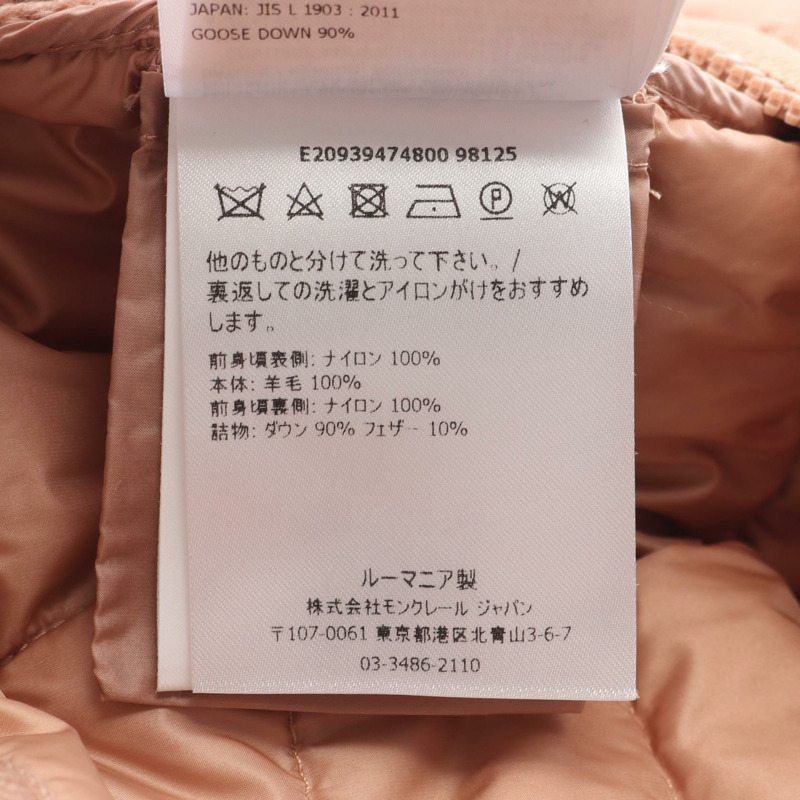 JAPAN: JIS L 1903 : 2011
GOOSE DOWN 90%
E20939474800 98125
P
W
他のものと分けて洗って下さい。/
裏返しての洗濯とアイロンがけをおすすめ
します。
前身頃表側: ナイロン 100%
本体: 羊毛 100%
前身頃裏側: ナイロン 100%
詰物: ダウン 90% フェザー 10%
ルーマニア製
株式会社モンクレール ジャパン
〒107-0061 東京都港区北青山3-6-7
03-3486-2110